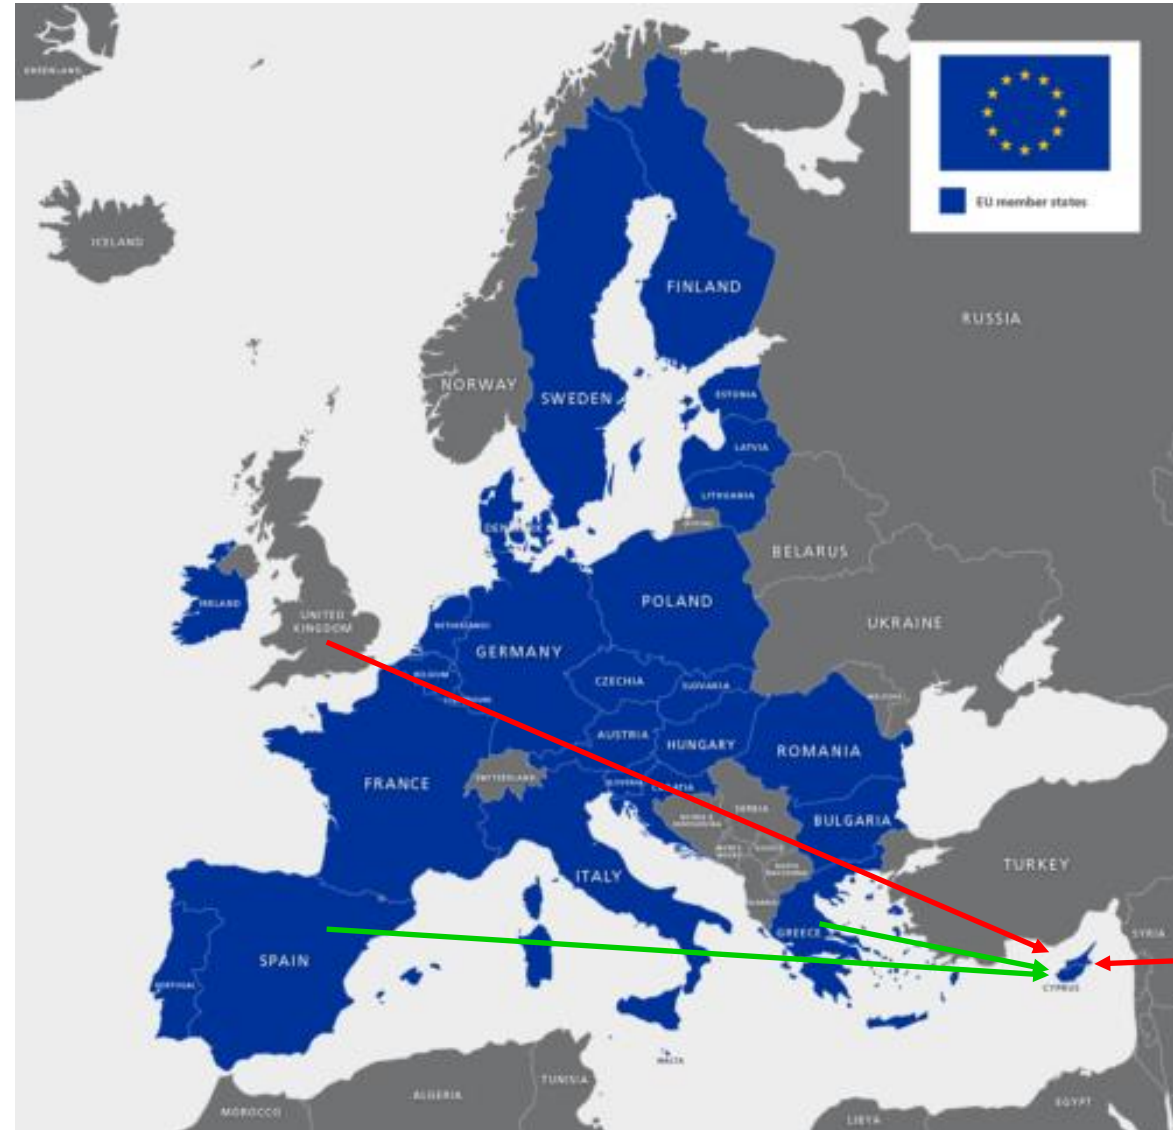 GREENLAND
EU member states
ICELAND
FINLAND
RUSSIA
NORWAY
SWEDEN
ESTONIA
LATVIA
LITHUANIA
BELARUS
IRELAND
UNITED
KINGDOM
POLAND
UKRAINE
NETHERLANDS
GERMANY
BELGIUM
CZECHIA
SLOVAKIA
AUSTRIA
HUNGARY
ROMANIA
FRANCE
SWITZERLAND
SLOVENIA
SERBIA
BULGARIA
ITALY
TURKEY
SPAIN
GREECE
SYRIA
PORTUGAL
CYPRUS
MALTA
TUNISIA
ALGERIA
MOROCCO
LIBYA
EGYPT